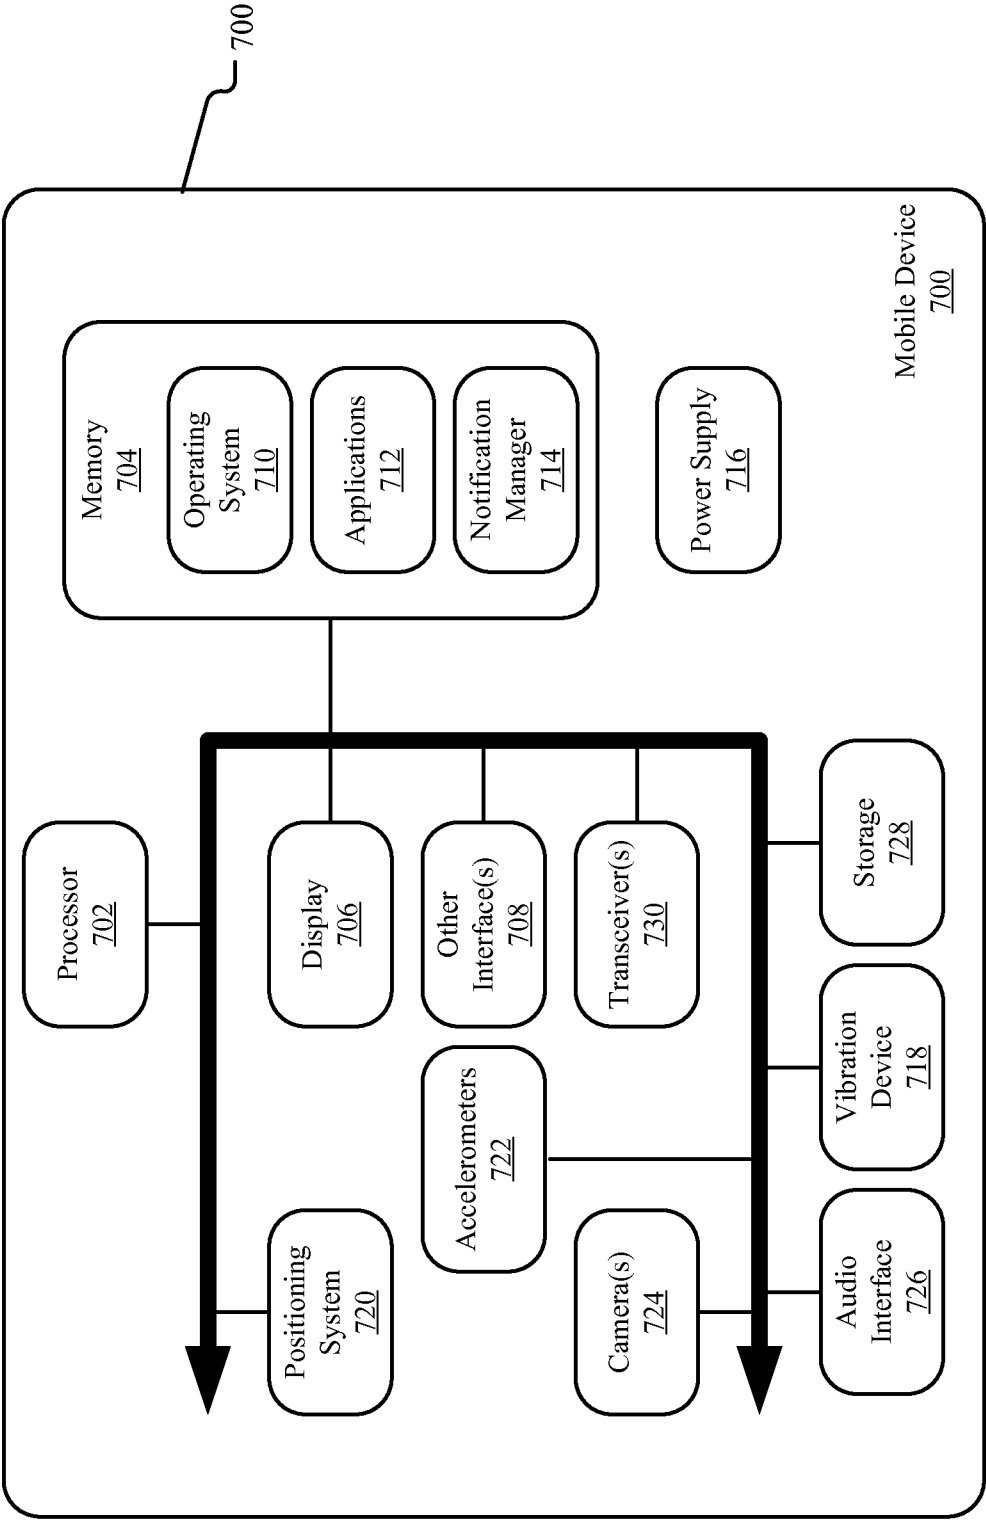 700
Processor
702
Memory
704
Operating
System
710
Applications
712
Notification
Manager
714
Positioning
System
720
Display
706
Accelerometers
722
Other
Interface(s)
708
Camera(s)
724
Transceiver(s)
730
Power Supply
716
Audio
Interface
726
Vibration
Device
718
Storage
728
Mobile Device
700